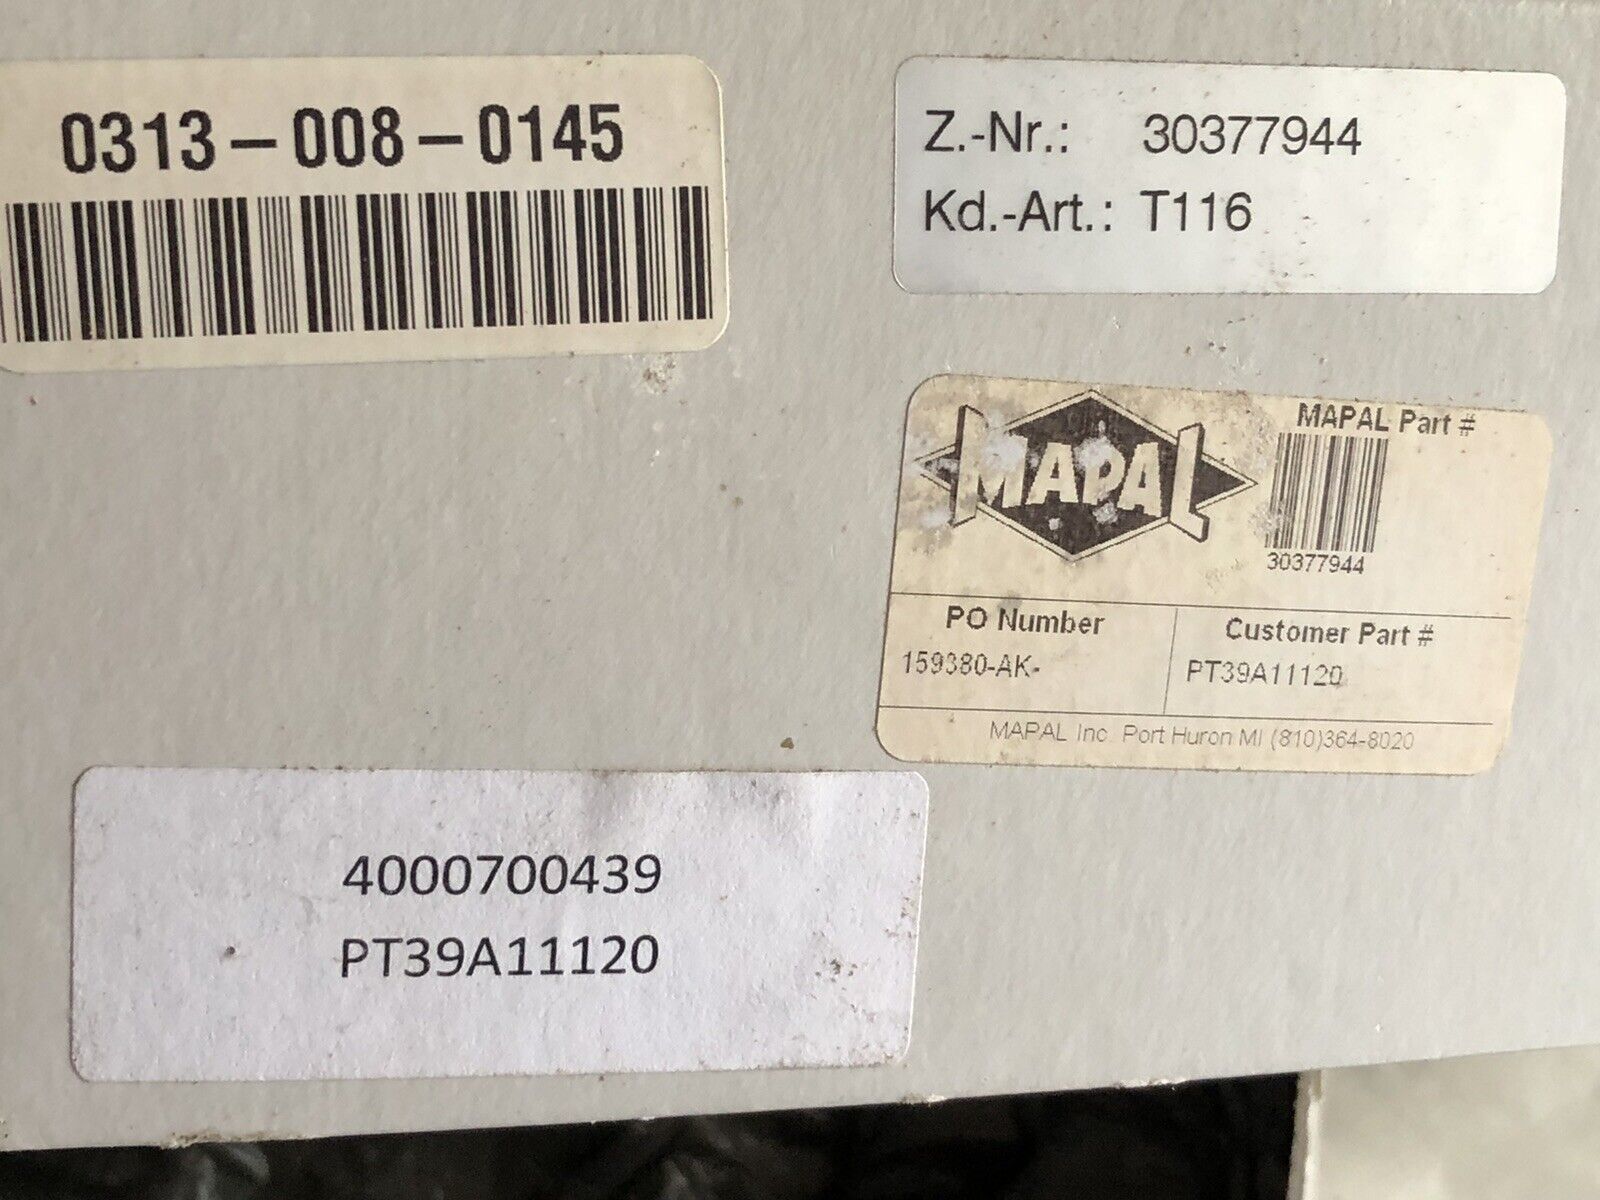 0313-008-0145
Z.-Nr.: 30377944
Kd.-Art.: T116
MAPAL
MAPAL Part #
30377944
PO Number
159380-AK-
Customer Part #
PT39A11120
MAPAL Inc Port Huron MI (810)364-8020
4000700439
PT39A11120